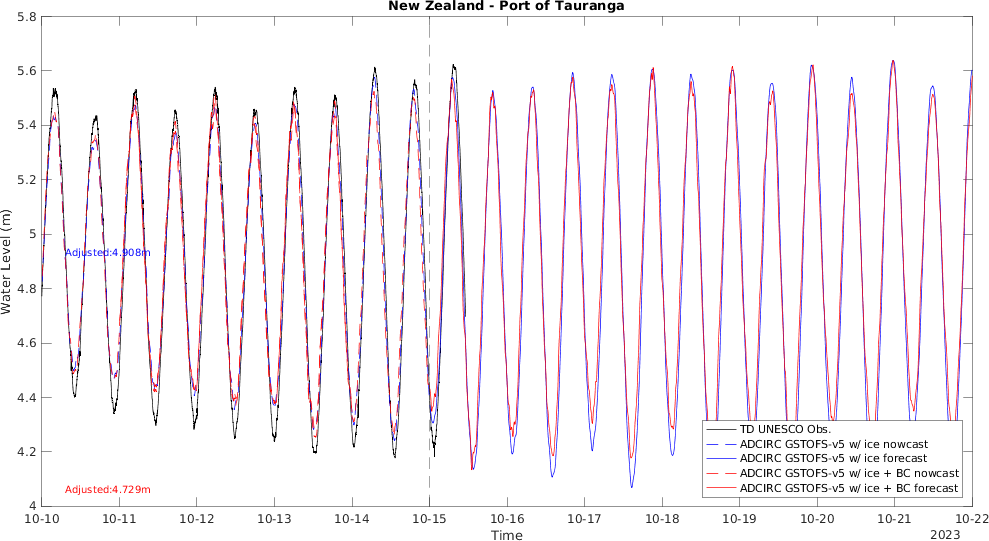 New Zealand - Port of Tauranga
Water Level (m)
5.8
5.6
5.4
5.2
5
4.8
4.6
4.4
4.2
4
Adjusted:4.908m
Adjusted:4.729m
TD UNESCO Obs.
ADCIRC GSTOFS-v5 w/ ice nowcast
ADCIRC GSTOFS-v5 w/ ice forecast
ADCIRC GSTOFS-v5 w/ ice + BC nowcast
ADCIRC GSTOFS-v5 w/ ice + BC forecast
10-10 10-11 10-12 10-13 10-14 10-15 10-16 10-17 10-18 10-19 10-20 10-21 10-22
Time
2023